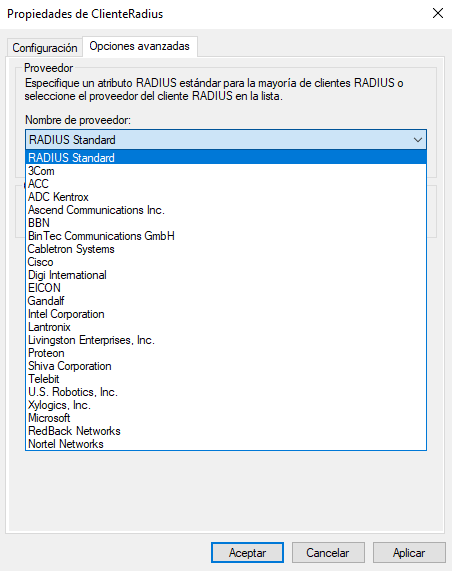 Propiedades de ClienteRadius
Configuración
Opciones avanzadas
Proveedor
Especifique un atributo RADIUS estándar para la mayoría de clientes RADIUS o
seleccione el proveedor del cliente RADIUS en la lista.
Nombre de proveedor:
RADIUS Standard
RADIUS Standard
3Com
ACC
ADC Kentrox
Ascend Communications Inc.
BBN
BinTec Communications GmbH
Cabletron Systems
Cisco
Digi International
EICON
Gandalf
Intel Corporation
Lantronix
Livingston Enterprises, Inc.
Proteon
Shiva Corporation
Telebit
U.S. Robotics, Inc.
Xylogics, Inc.
Microsoft
RedBack Networks
Nortel Networks
Aceptar
Cancelar
Aplicar